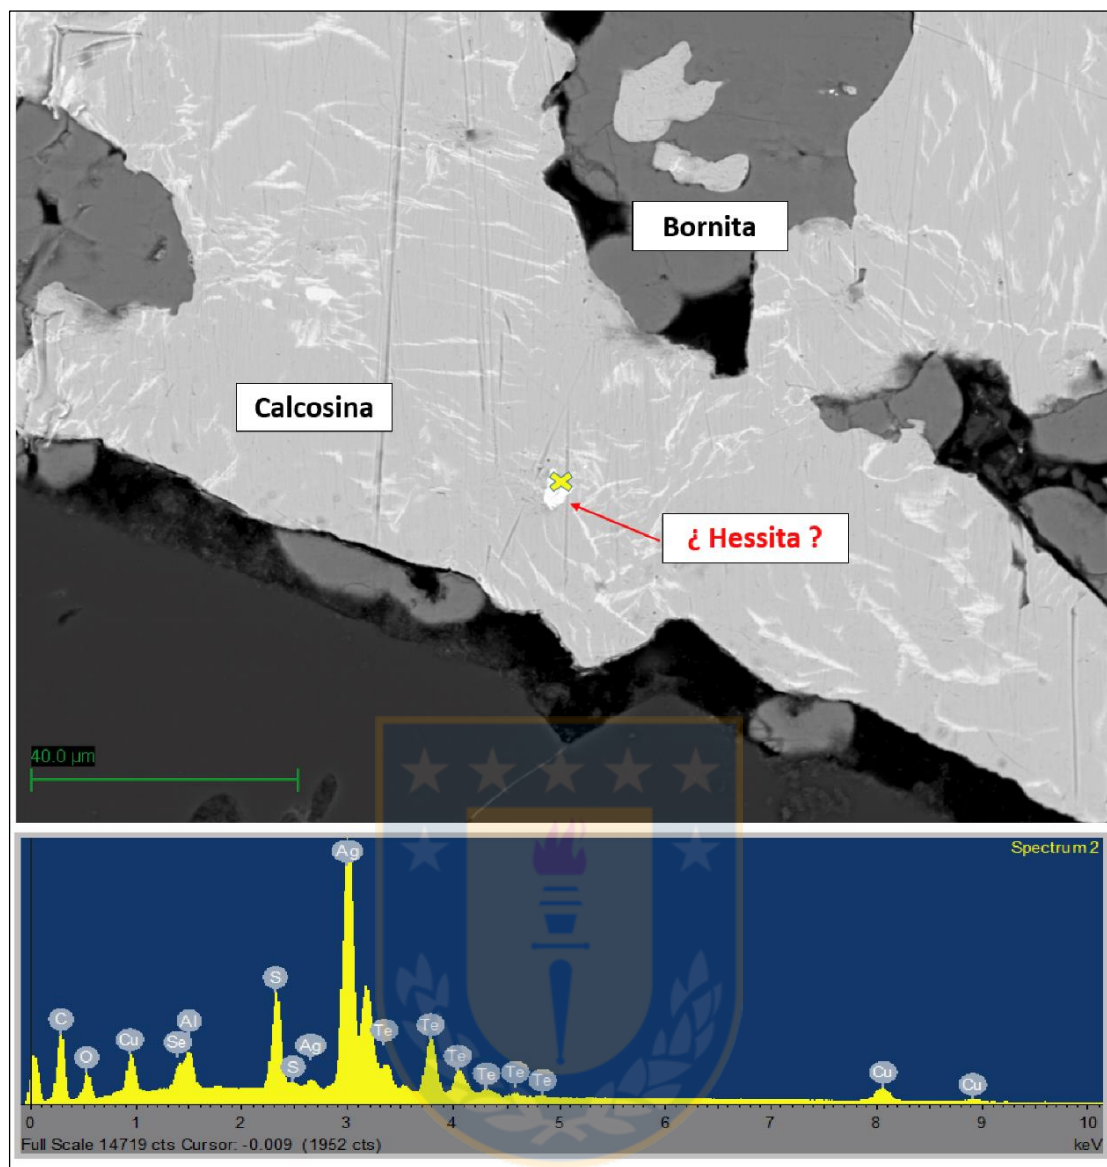 Bornita
Calcosina
¿ Hessita ?
40.0 µm
Spectrum 2
Ag
S
C
Te
Te
Al
Cu
Se
Ag
O
S
Te
Te
Te
Te
Cu
Cu
0 1 2 3 4 5 6 7 8 9 10
Full Scale 14719 cts Cursor: -0.009 (1952 cts) keV